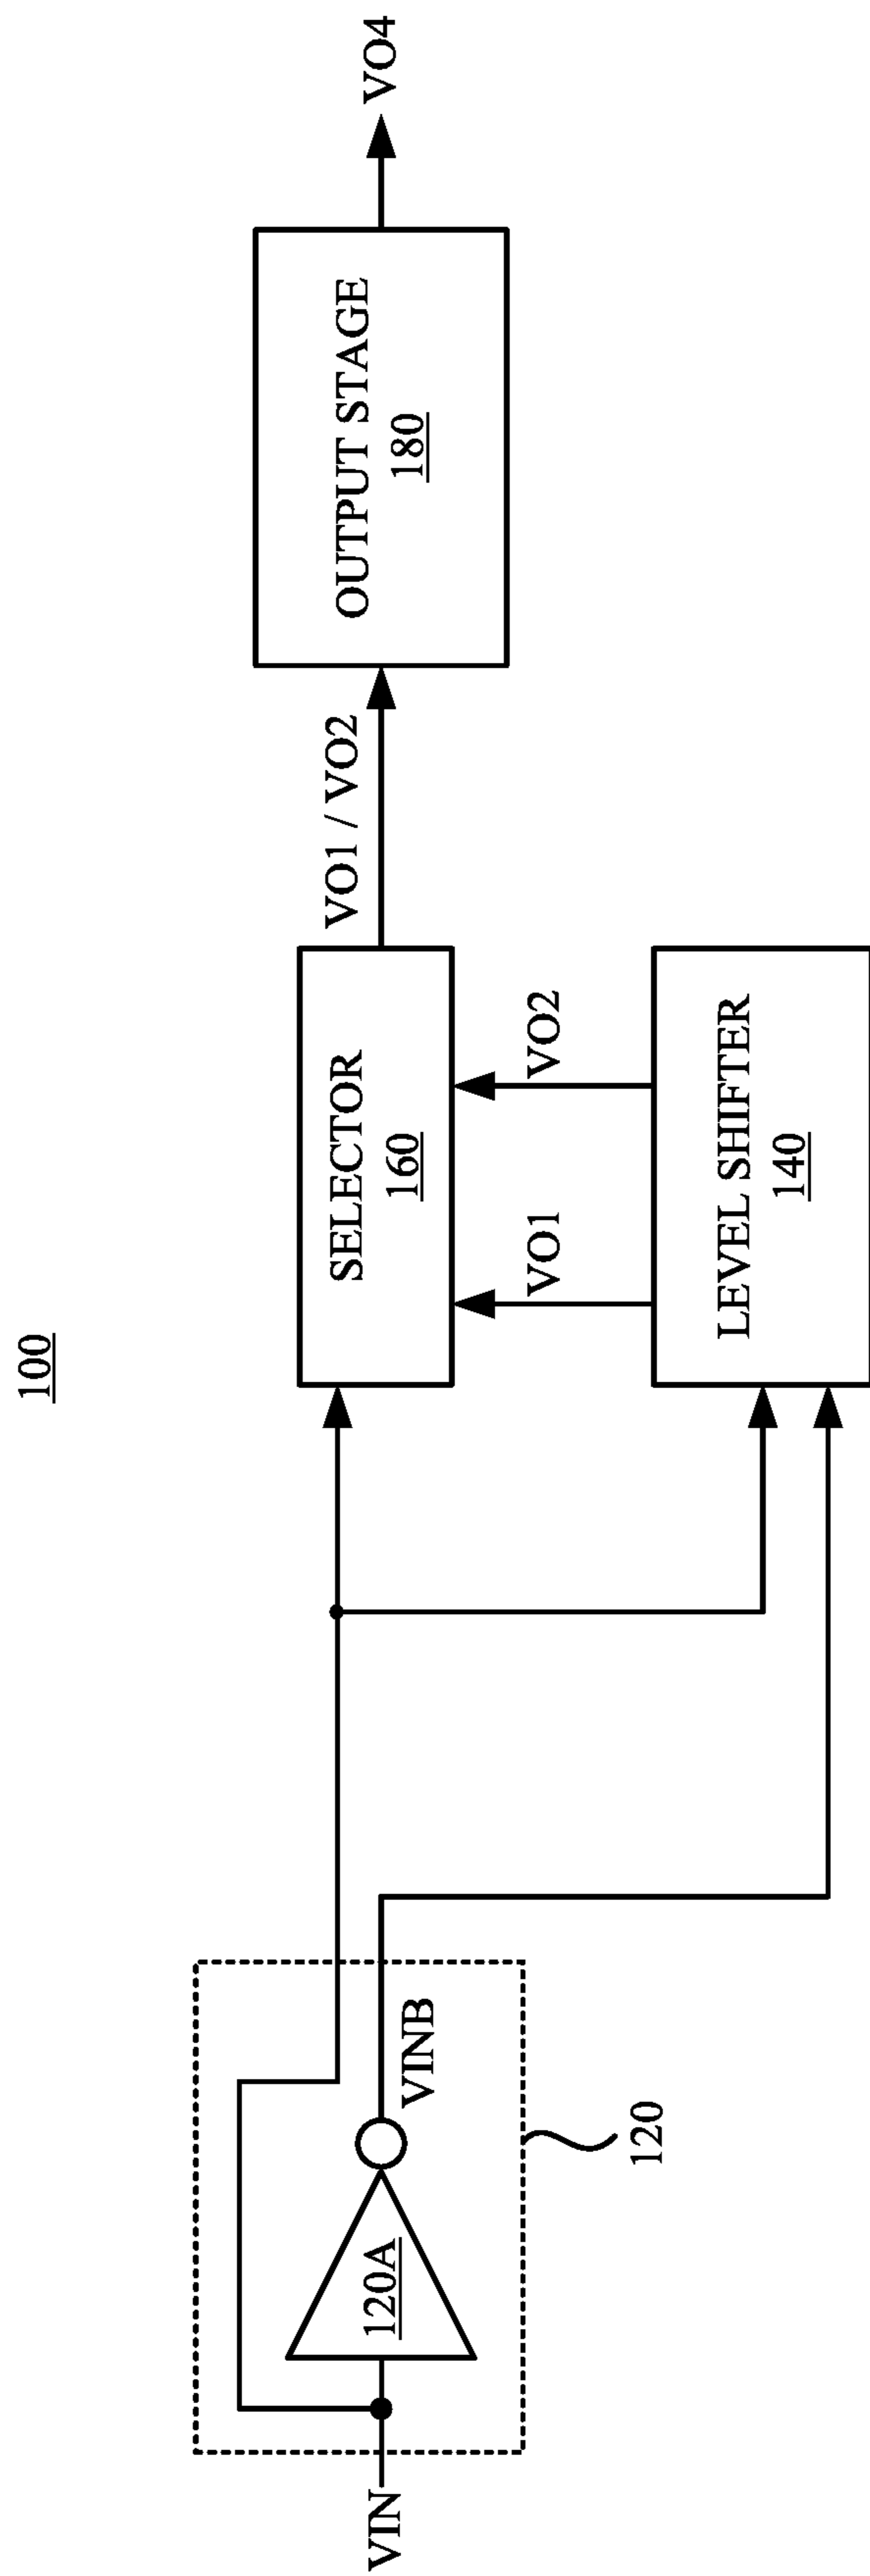 100
VIN
120A
VINB
120
SELECTOR
160
VO1
VO2
LEVEL SHIFTER
140
VO1 / VO2
OUTPUT STAGE
180
VO4